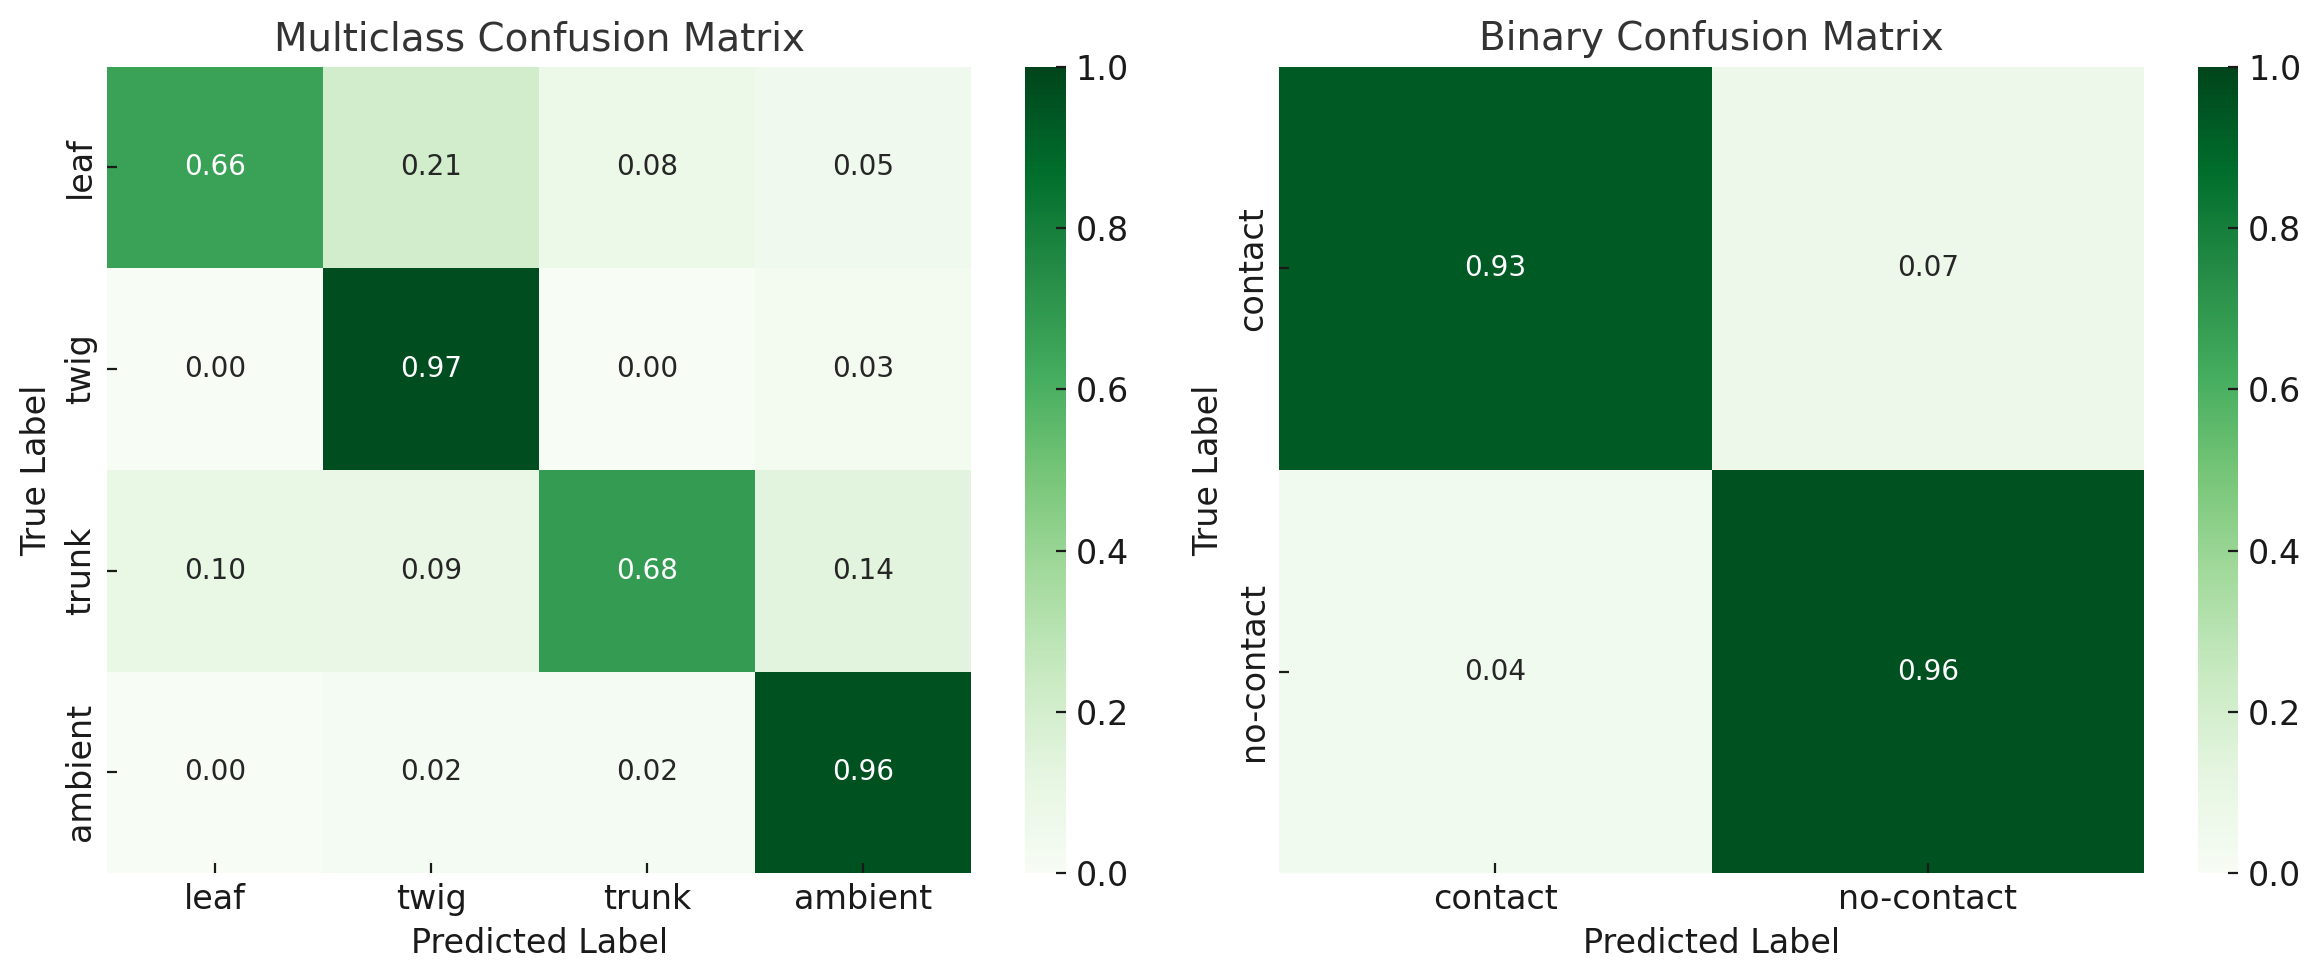 Multiclass Confusion Matrix
True Label
leaf
twig
trunk
ambient
0.66 0.21 0.08 0.05
0.00 0.97 0.00 0.03
0.10 0.09 0.68 0.14
0.00 0.02 0.02 0.96
leaf twig trunk ambient
Predicted Label
1.0
0.8
0.6
0.4
0.2
0.0
Binary Confusion Matrix
True Label
contact
no-contact
0.93 0.07
0.04 0.96
contact no-contact
Predicted Label
1.0
0.8
0.6
0.4
0.2
0.0